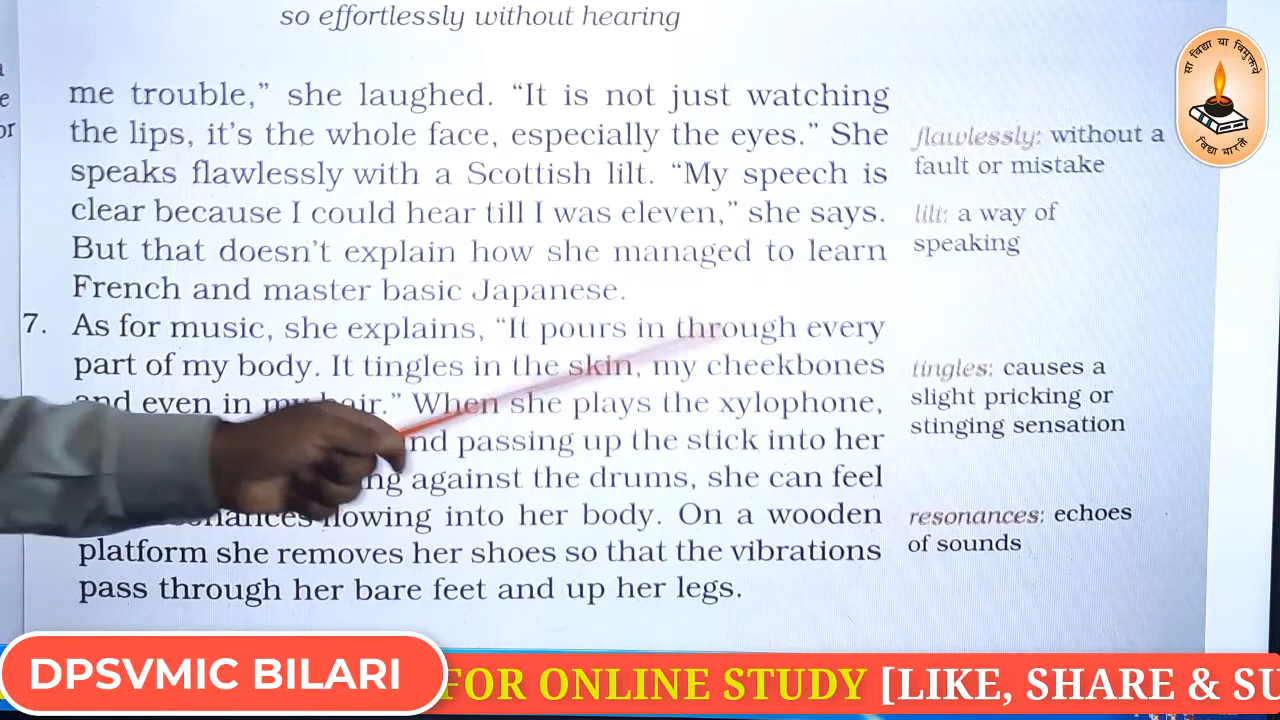 so effortlessly without hearing
me trouble,” she laughed. “It is not just watching
the lips, it’s the whole face, especially the eyes.” She
speaks flawlessly with a Scottish lilt. “My speech is
clear because I could hear till I was eleven,” she says.
But that doesn’t explain how she managed to learn
French and master basic Japanese.
7. As for music, she explains, “It pours in through every
part of my body. It tingles in the skin, my cheekbones
and even in my hair.” When she plays the xylophone,
nd passing up the stick into her
ng against the drums, she can feel
flowing into her body. On a wooden
platform she removes her shoes so that the vibrations
pass through her bare feet and up her legs.
flawlessly: without a
fault or mistake
lilt: a way of
speaking
tingles: causes a
slight pricking or
stinging sensation
resonances: echoes
of sounds
e
or
सा विद्या या विमुक्तये
विद्या भारती
DPSVMIC BILARI
FOR ONLINE STUDY [LIKE, SHARE & SU